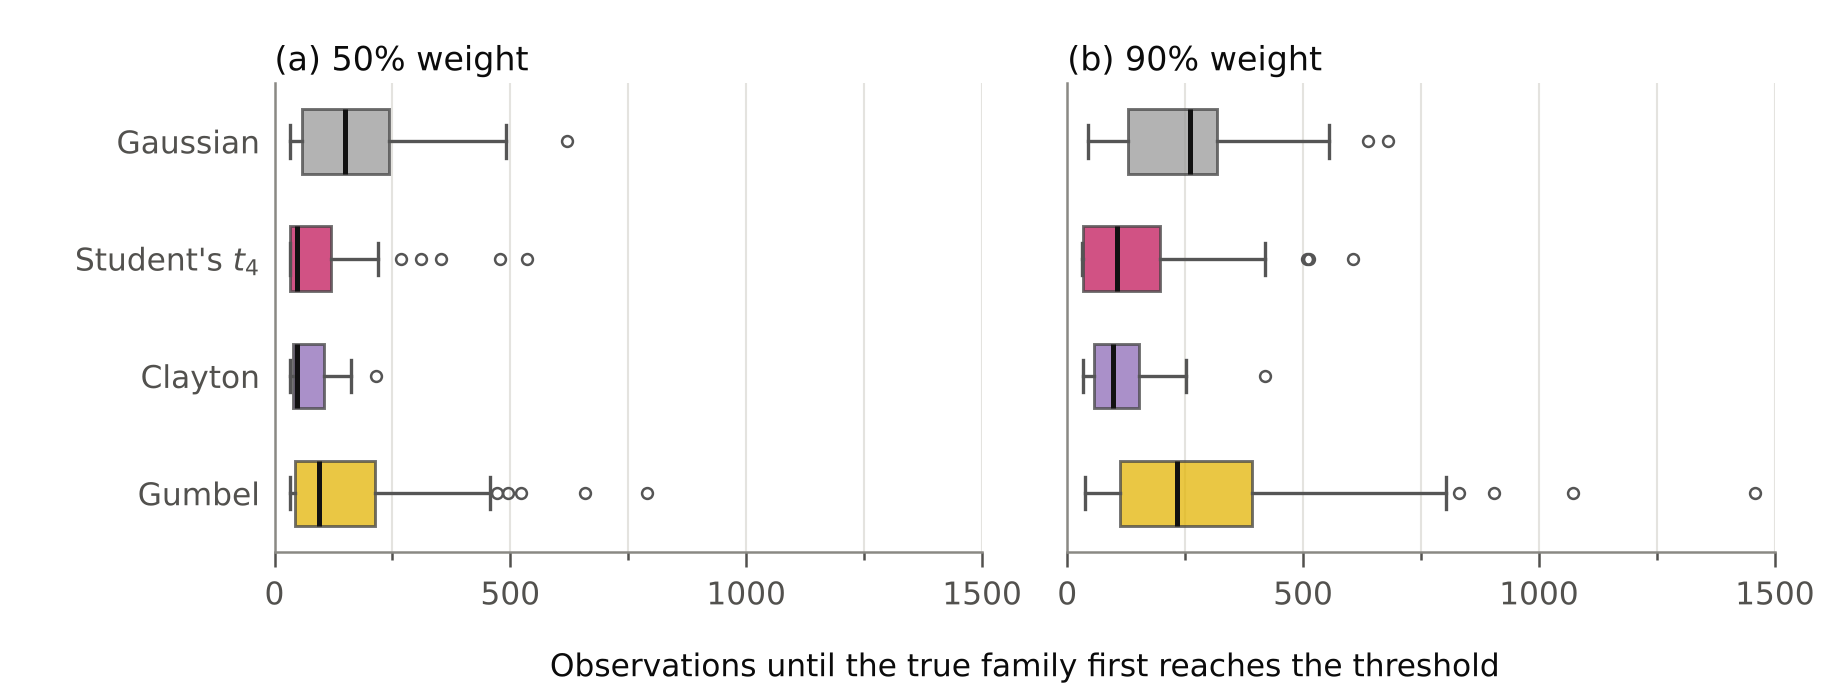 (a) 50% weight
(b) 90% weight
Gaussian
Student's t₄
Clayton
Gumbel
0 500 1000 1500
0 500 1000 1500
Observations until the true family first reaches the threshold